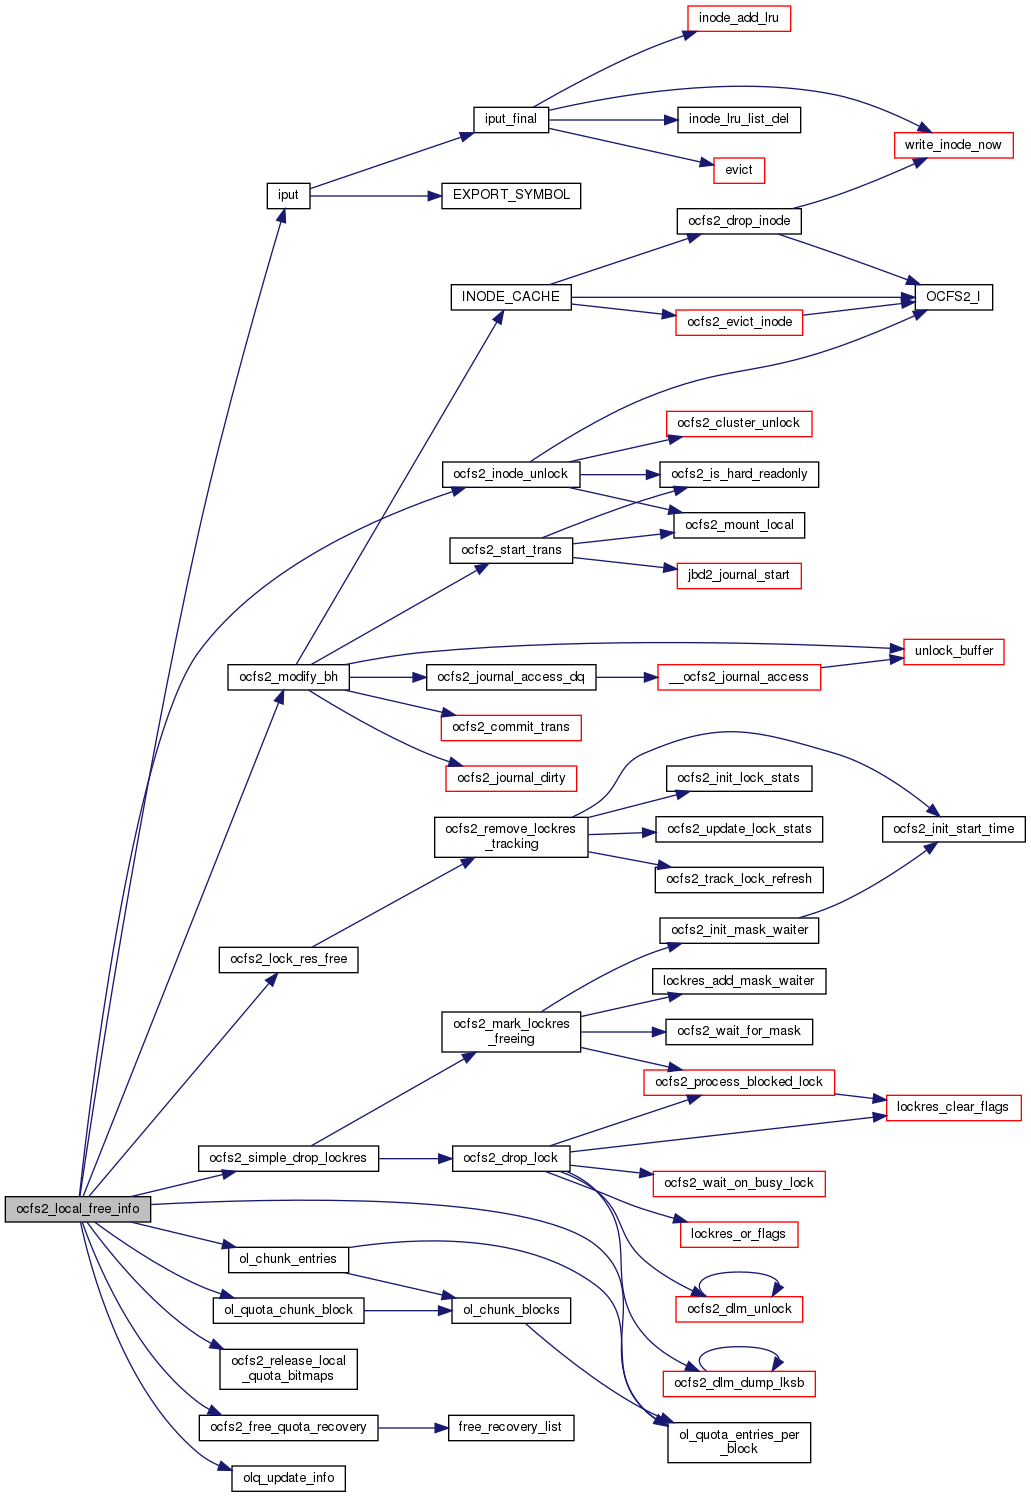 inode_add_lru
iput_final
inode_lru_list_del
write_inode_now
evict
iput
EXPORT_SYMBOL
ocfs2_drop_inode
INODE_CACHE
OCFS2_I
ocfs2_evict_inode
ocfs2_cluster_unlock
ocfs2_inode_unlock
ocfs2_is_hard_readonly
ocfs2_mount_local
ocfs2_start_trans
jbd2_journal_start
unlock_buffer
ocfs2_modify_bh
ocfs2_journal_access_dq
__ocfs2_journal_access
ocfs2_commit_trans
ocfs2_journal_dirty
ocfs2_init_lock_stats
ocfs2_remove_lockres
_tracking
ocfs2_update_lock_stats
ocfs2_init_start_time
ocfs2_track_lock_refresh
ocfs2_init_mask_waiter
ocfs2_lock_res_free
lockres_add_mask_waiter
ocfs2_mark_lockres
_freeing
ocfs2_wait_for_mask
ocfs2_process_blocked_lock
lockres_clear_flags
ocfs2_simple_drop_lockres
ocfs2_drop_lock
ocfs2_wait_on_busy_lock
ocfs2_local_free_info
lockres_or_flags
ol_chunk_entries
ol_quota_chunk_block
ol_chunk_blocks
ocfs2_dlm_unlock
ocfs2_release_local
_quota_bitmaps
ocfs2_dlm_dump_lksb
ocfs2_free_quota_recovery
free_recovery_list
ol_quota_entries_per
_block
olq_update_info